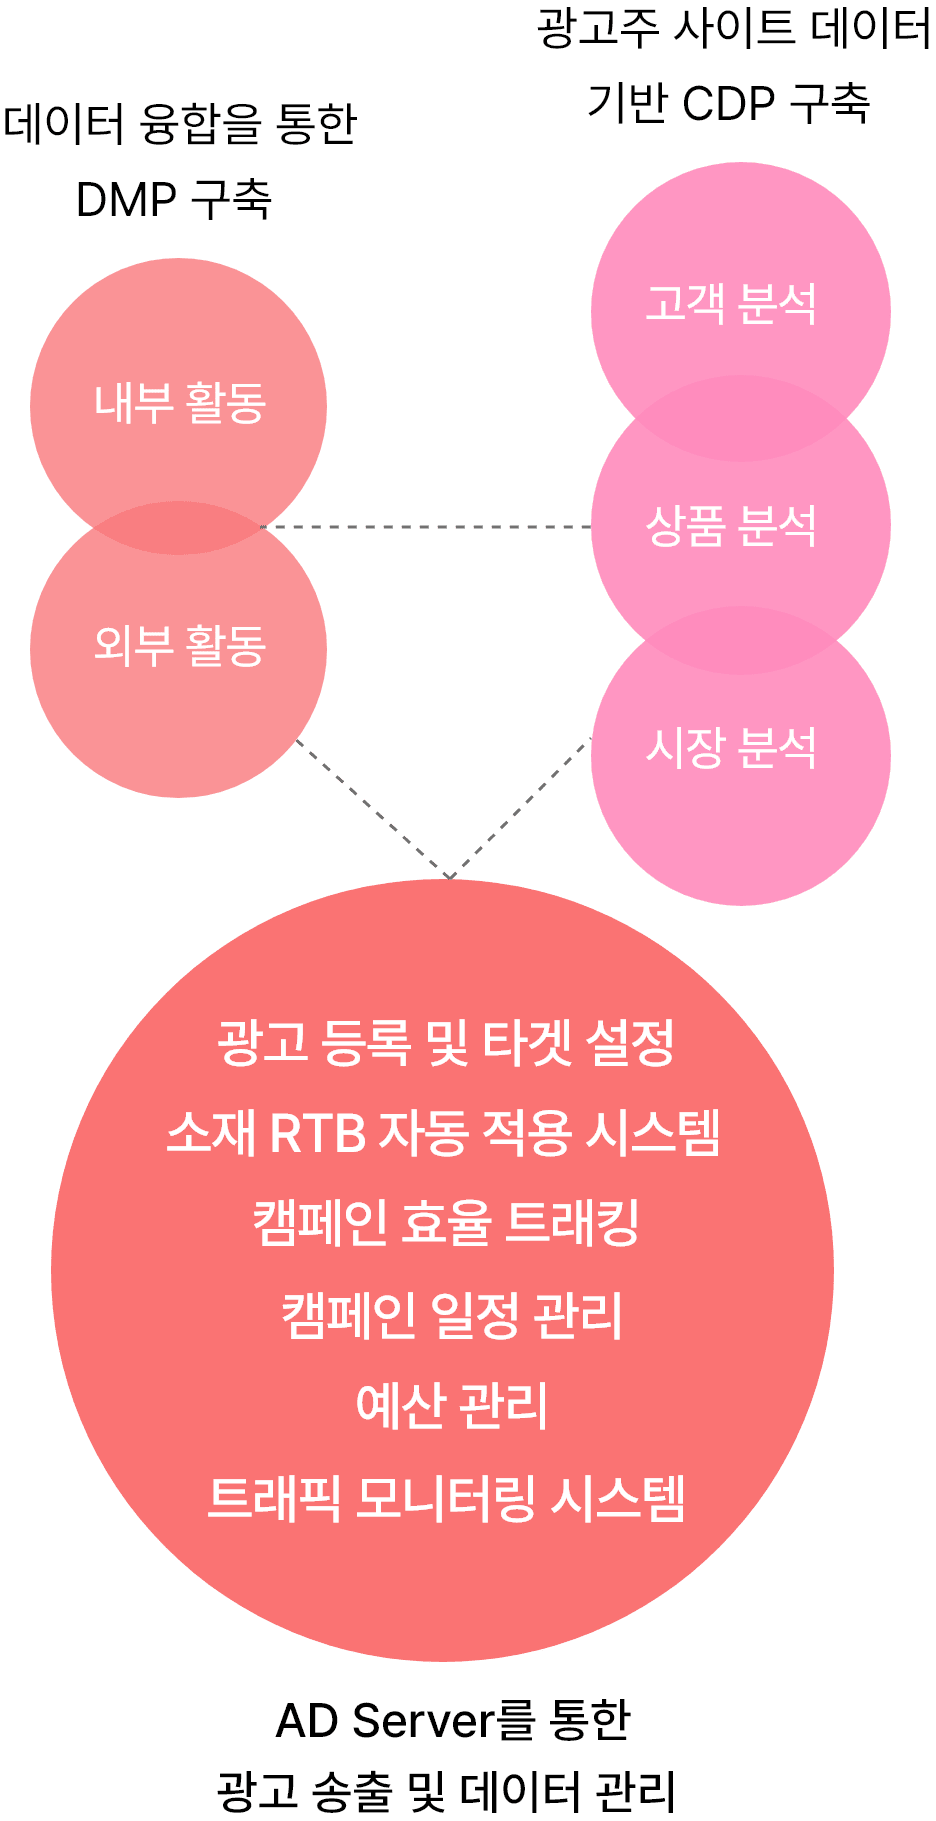 데이터 융합을 통한
DMP 구축
내부 활동
외부 활동
광고주 사이트 데이터
기반 CDP 구축
고객 분석
상품 분석
시장 분석
광고 등록 및 타겟 설정
소재 RTB 자동 적용 시스템
캠페인 효율 트래킹
캠페인 일정 관리
예산 관리
트래픽 모니터링 시스템
AD Server를 통한
광고 송출 및 데이터 관리